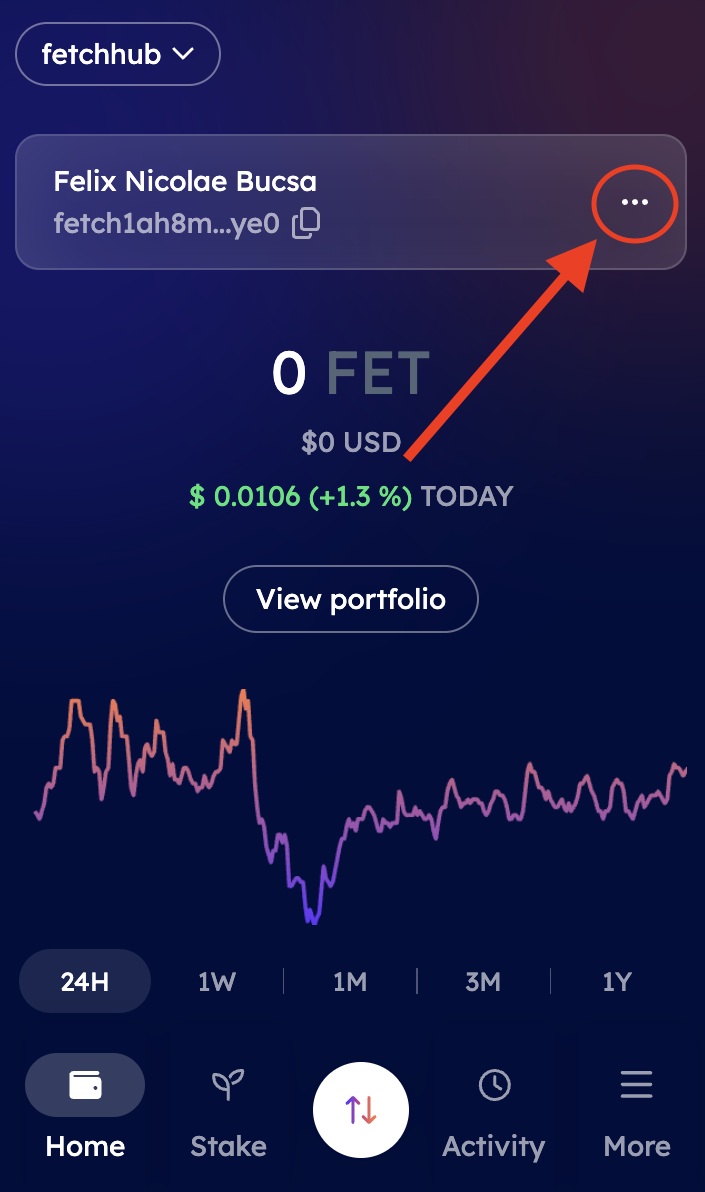 fetchhub
Felix Nicolae Bucsa
fetch1ah8m...ye0
0 FET
$0 USD
$ 0.0106 (+1.3 %) TODAY
View portfolio
24H
1W
1M
3M
1Y
Home
Stake
Activity
More